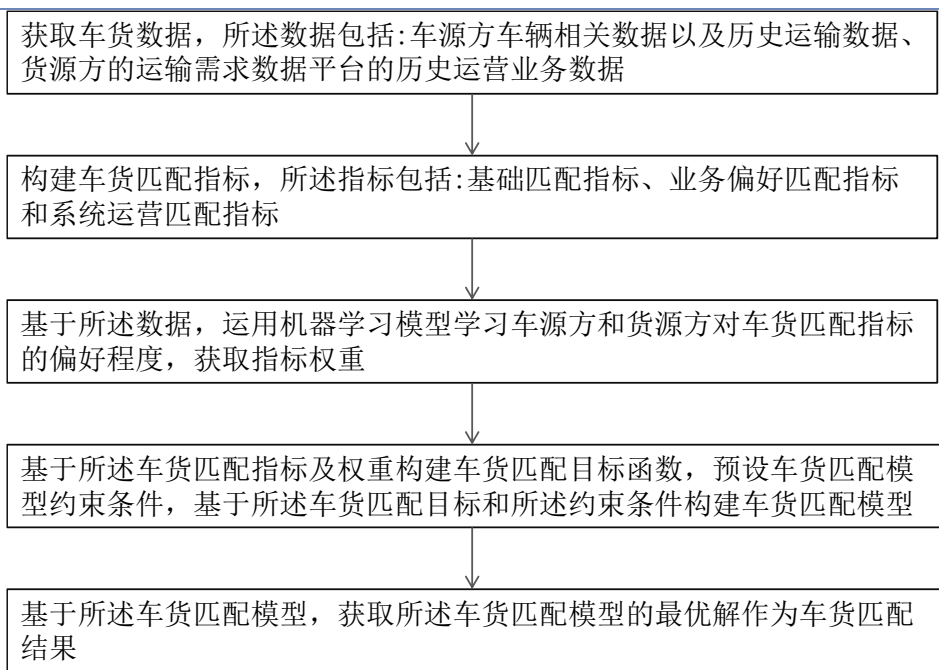 获取车货数据，所述数据包括:车源方车辆相关数据以及历史运输数据、
货源方的运输需求数据平台的历史运营业务数据
构建车货匹配指标，所述指标包括:基础匹配指标、业务偏好匹配指标
和系统运营匹配指标
基于所述数据，运用机器学习模型学习车源方和货源方对车货匹配指标
的偏好程度，获取指标权重
基于所述车货匹配指标及权重构建车货匹配目标函数，预设车货匹配模
型约束条件，基于所述车货匹配目标和所述约束条件构建车货匹配模型
基于所述车货匹配模型，获取所述车货匹配模型的最优解作为车货匹配
结果